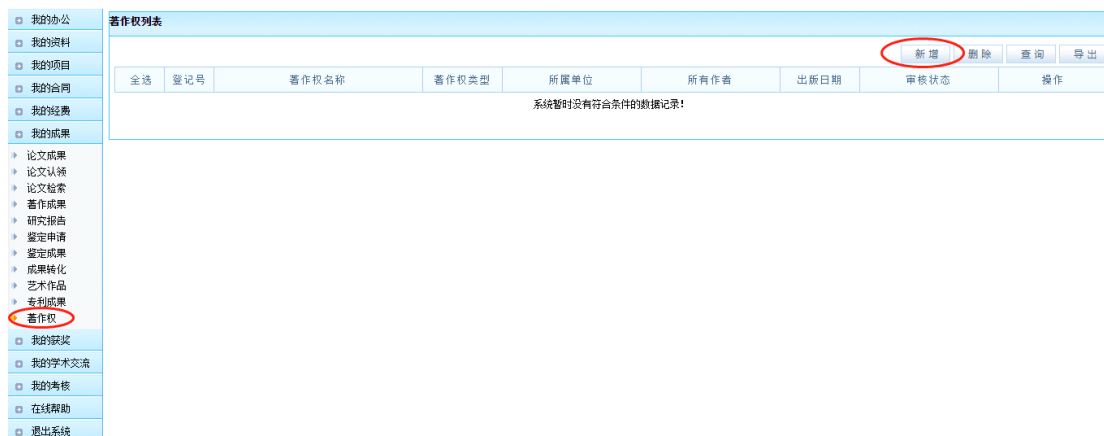 我的办公
我的资料
我的项目
我的合同
我的经费
我的成果
论文成果
论文认领
论文检索
著作成果
研究报告
鉴定申请
鉴定成果
成果转化
艺术作品
专利成果
著作权
我的获奖
我的学术交流
我的考核
在线帮助
退出系统
著作权列表
新增 删除 查询 导出
全选 登记号 著作权名称 著作权类型 所属单位 所有作者 出版日期 审核状态 操作
系统暂时没有符合条件的数据记录!